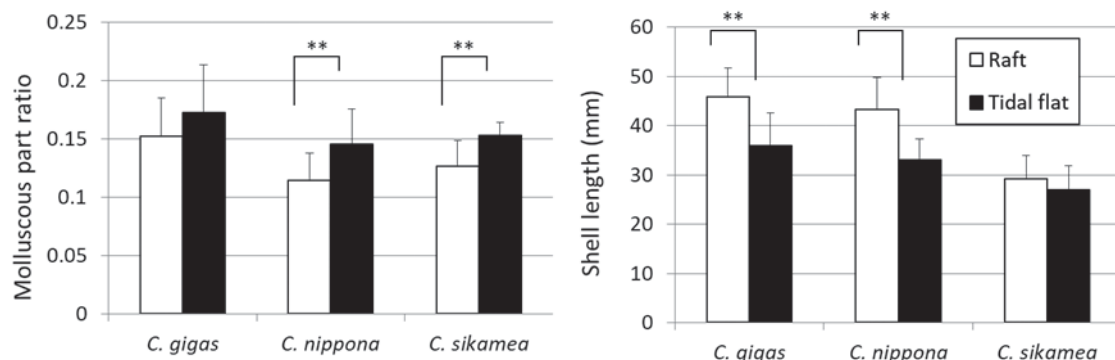 Molluscous part ratio
0.25
0.2
0.15
0.1
0.05
0
**
**
C. gigas
C. nippona
C. sikamea
Shell length (mm)
60
50
40
30
20
10
0
**
**
Raft
Tidal flat
C. gigas
C. nippona
C. sikamea